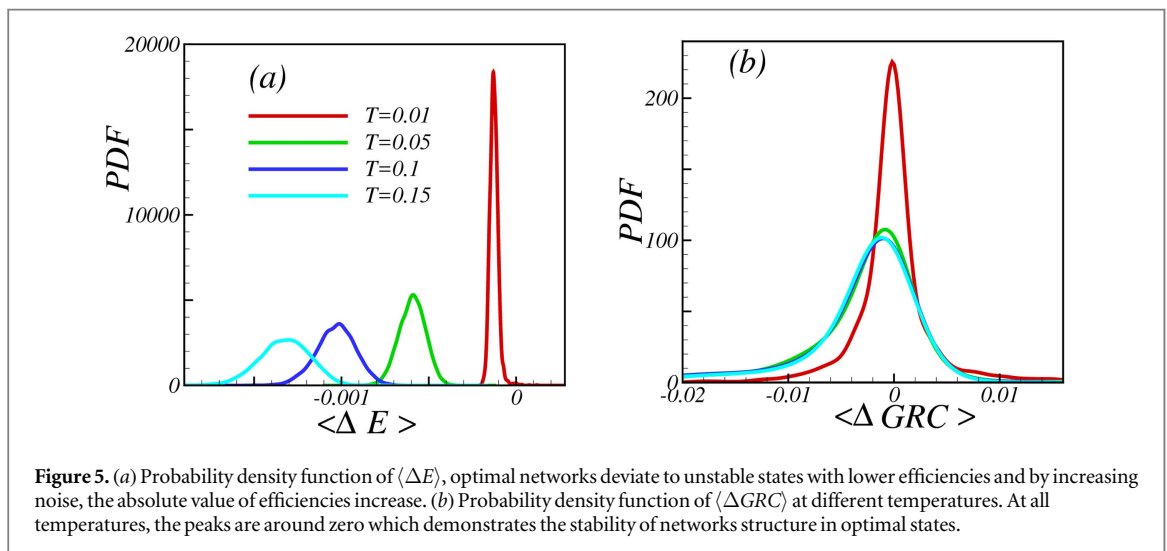 20000
(a)
T=0.01
T=0.05
T=0.1
T=0.15
PDF
10000
0
-0.001
0
<Δ E >
(b)
200
PDF
100
0
-0.02
-0.01
0
0.01
<Δ GRC >
Figure 5. (a) Probability density function of ⟨ΔE⟩, optimal networks deviate to unstable states with lower efficiencies and by increasing
noise, the absolute value of efficiencies increase. (b) Probability density function of ⟨ΔGRC⟩ at different temperatures. At all
temperatures, the peaks are around zero which demonstrates the stability of networks structure in optimal states.